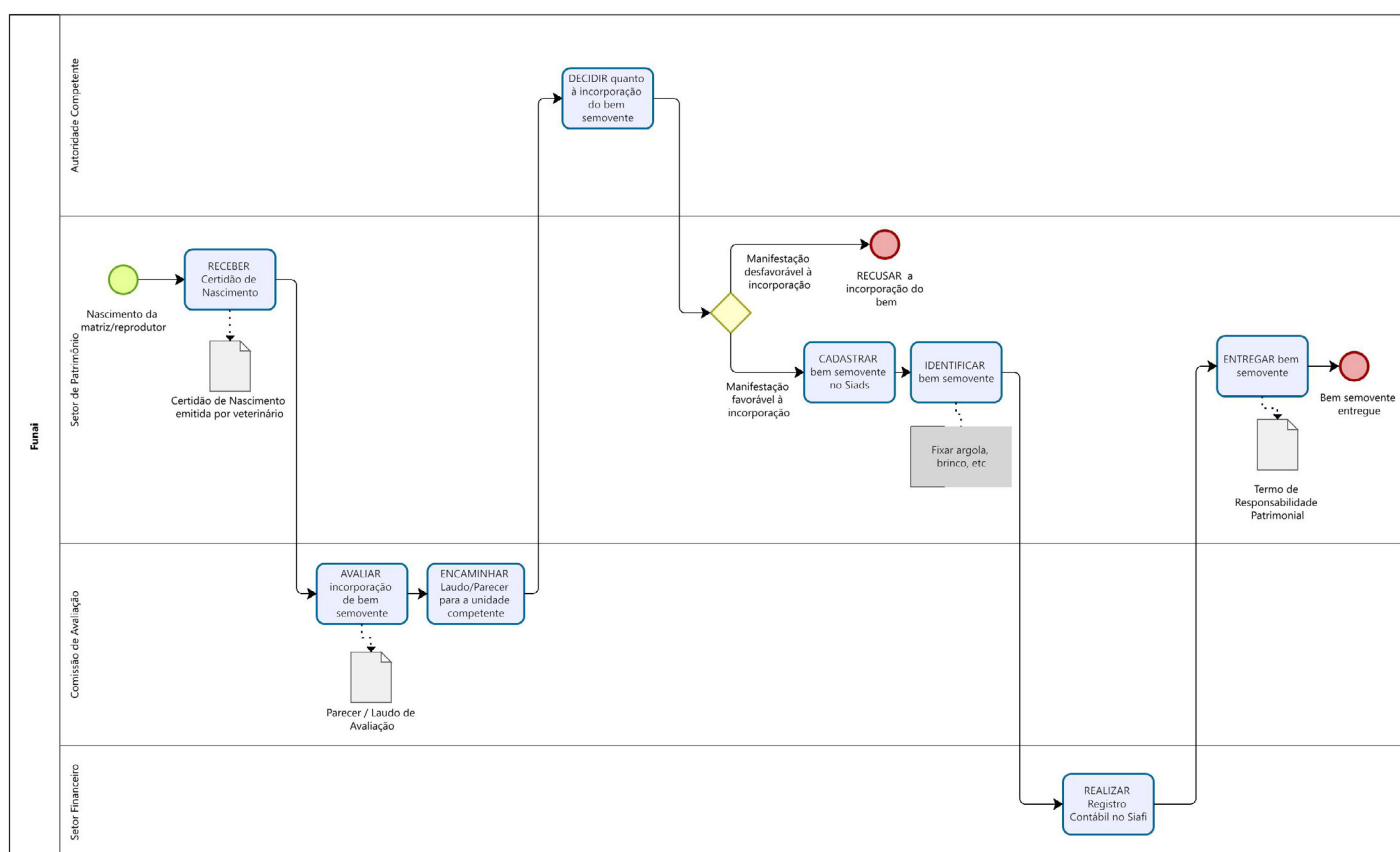 Funai
Autoridade Competente
DECIDIR quanto
à incorporação
do bem
semovente
Setor de Patrimônio
Nascimento da
matriz/reprodutor
RECEBER
Certidão de
Nascimento
Certidão de Nascimento
emitida por veterinário
Manifestação
desfavorável à
incorporação
RECUSAR a
incorporação do
bem
Manifestação
favorável à
incorporação
CADASTRAR
bem semovente
no Siads
IDENTIFICAR
bem semovente
Fixar argola,
brinco, etc
ENTREGAR bem
semovente
Bem semovente
entregue
Termo de
Responsabilidade
Patrimonial
Comissão de Avaliação
AVALIAR
incorporação
de bem
semovente
ENCAMINHAR
Laudo/Parecer
para a unidade
competente
Parecer / Laudo de
Avaliação
Setor Financeiro
REALIZAR
Registro
Contábil no Siafi